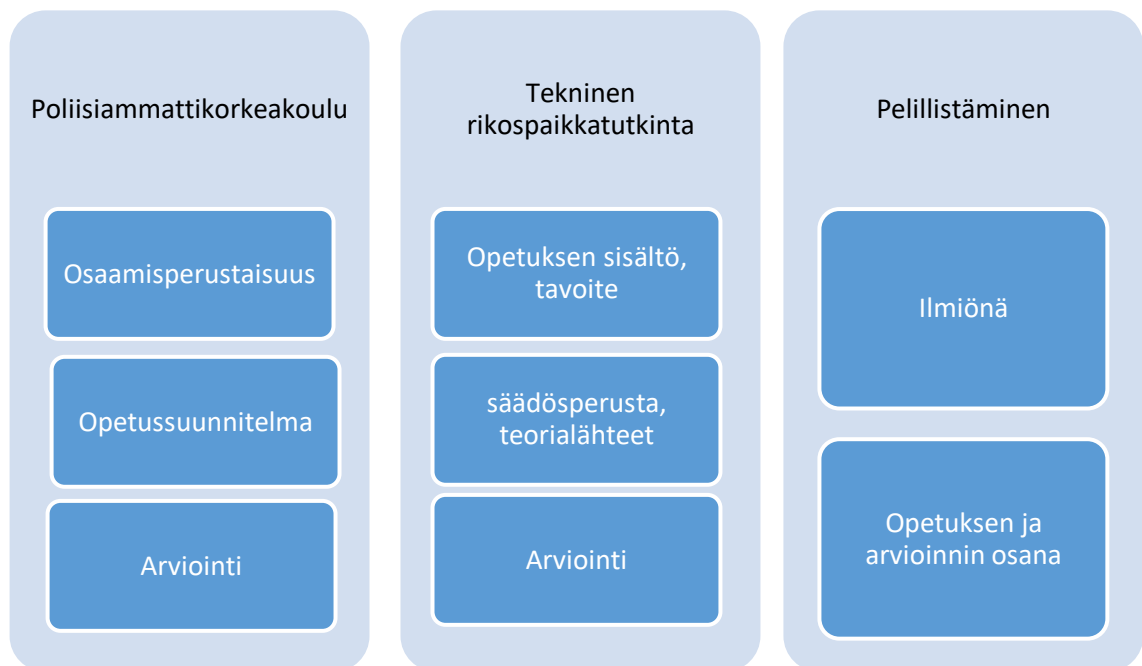 Poliisiammattikorkeakoulu
Osaamisperustaisuus
Opetussuunnitelma
Arviointi
Tekninen
rikospaikkatutkinta
Opetuksen sisältö,
tavoite
säädösperusta,
teorialähteet
Arviointi
Pelillistäminen
Ilmiönä
Opetuksen ja
arvioinnin osana